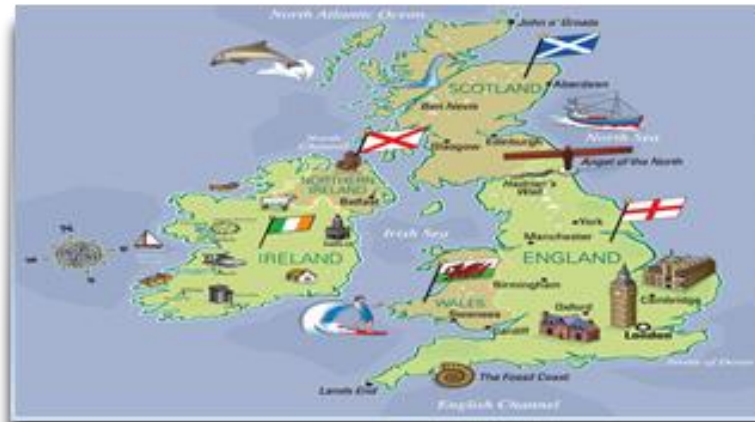 North Atlantic Ocean
John o' Groats
SCOTLAND
Aberdeen
Ben Nevis
North Sea
North
Channel
Glasgow
Edinburgh
Angel of the North
NORTHERN
IRELAND
Hadrian's
Wall
Belfast
York
Irish Sea
Manchester
IRELAND
ENGLAND
Birmingham
WALES
Cambridge
Oxford
Swansea
Cardiff
London
The Fossil Coast
Lands End
English Channel